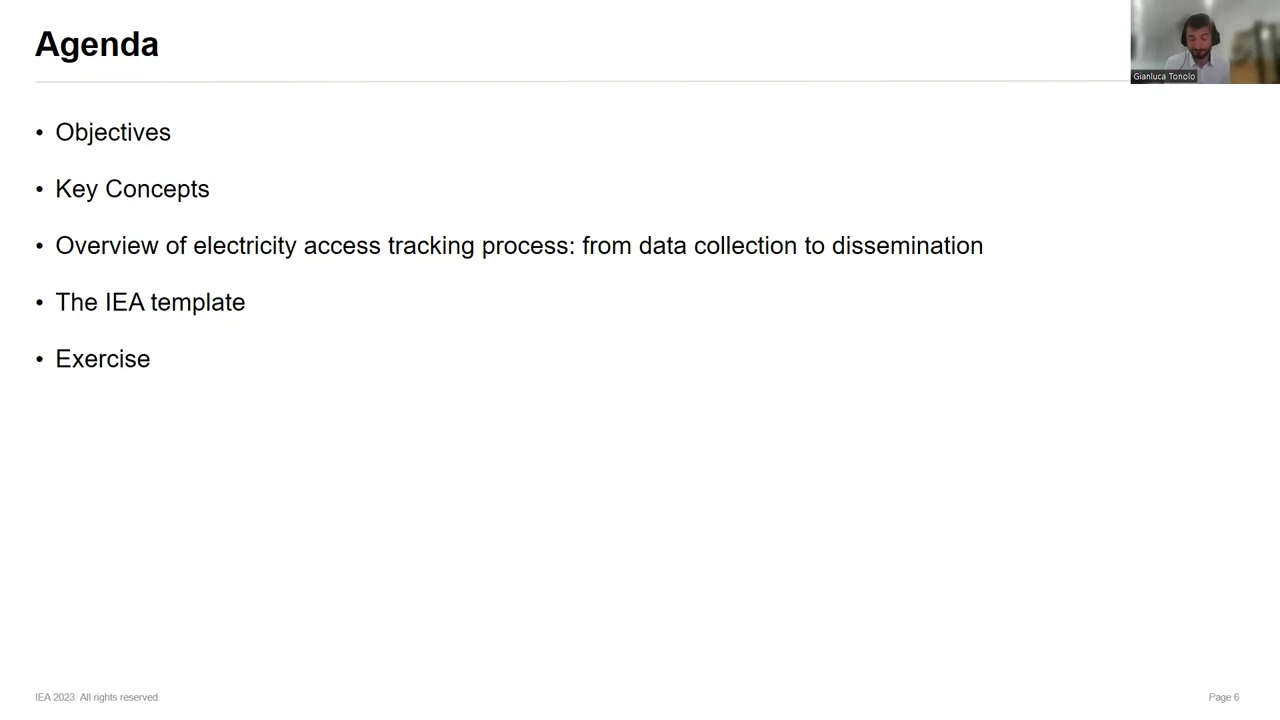 Agenda
Gianluca Tonolo
• Objectives
• Key Concepts
• Overview of electricity access tracking process: from data collection to dissemination
• The IEA template
• Exercise
IEA 2023. All rights reserved.
Page 6